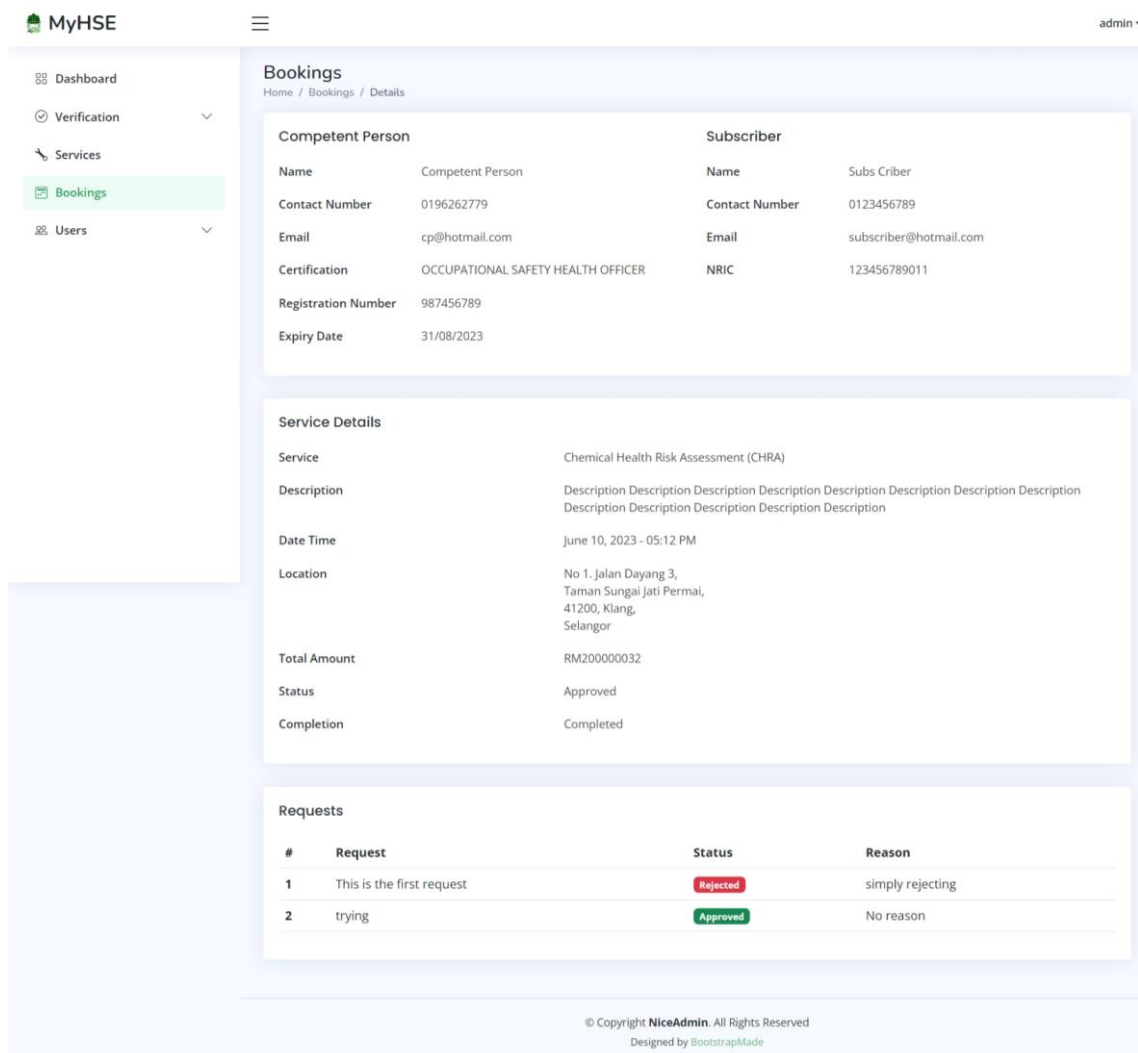 MyHSE
admin
Dashboard
Verification
Services
Bookings
Users
Bookings
Home / Bookings / Details
Competent Person
Name Competent Person
Contact Number 0196262779
Email cp@hotmail.com
Certification OCCUPATIONAL SAFETY HEALTH OFFICER
Registration Number 987456789
Expiry Date 31/08/2023
Subscriber
Name Subs Criber
Contact Number 0123456789
Email subscriber@hotmail.com
NRIC 123456789011
Service Details
Service Chemical Health Risk Assessment (CHRA)
Description Description Description Description Description Description Description Description Description
Description Description Description Description Description
Date Time June 10, 2023 - 05:12 PM
Location No 1. Jalan Dayang 3,
Taman Sungai Jati Permai,
41200, Klang,
Selangor
Total Amount RM200000032
Status Approved
Completion Completed
Requests
# Request Status Reason
1 This is the first request Rejected simply rejecting
2 trying Approved No reason
© Copyright NiceAdmin. All Rights Reserved
Designed by BootstrapMade